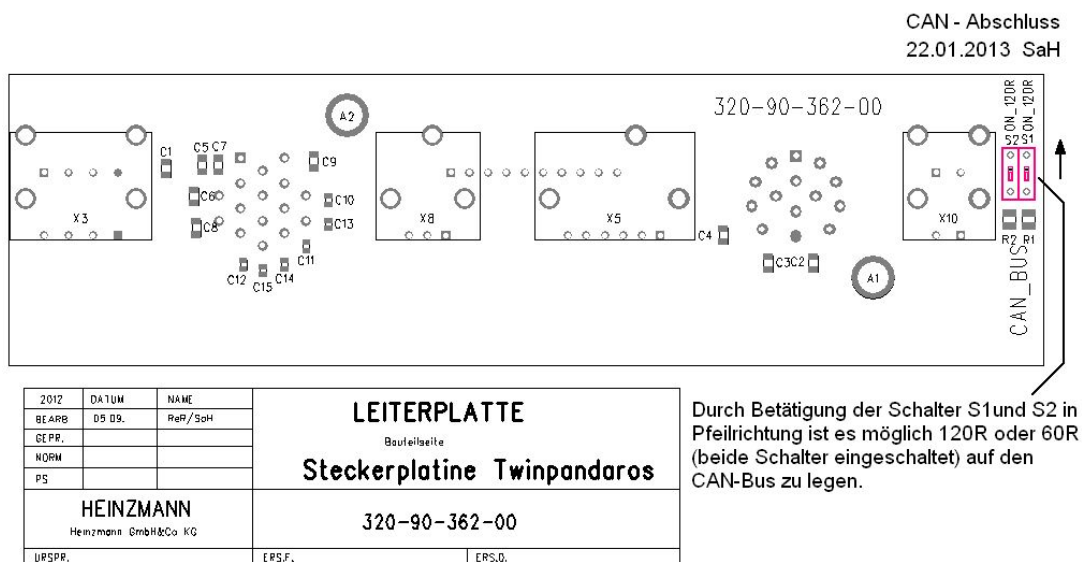 CAN - Abschluss
22.01.2013 SaH
320-90-362-00
ON_120R
ON_120R
S2 S1
A2
C1
C5 C7
C9
C6
C10
C8
C13
C11
C12
C15
C14
X3
X8
X5
C4
C3 C2
A1
X10
R2 R1
CAN_BUS
Durch Betätigung der Schalter S1und S2 in
Pfeilrichtung ist es möglich 120R oder 60R
(beide Schalter eingeschaltet) auf den
CAN-Bus zu legen.
2012 DATUM NAME
BEARB 05.09. ReR/SaH
GEPR.
NORM
PS
LEITERPLATTE
Bauteilseite
Steckerplatine Twinpandaros
HEINZMANN
Heinzmann GmbH&Co KG
320-90-362-00
URSPR. ERS.F. ERS.D.